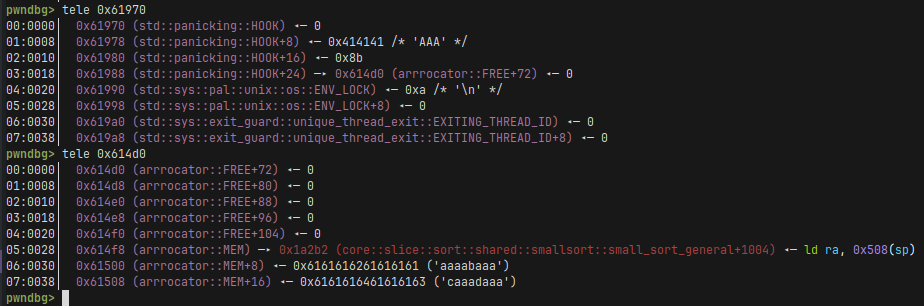 pwndbg> tele 0x61970
00:0000│ 0x61970 (std::panicking::HOOK) ◂— 0
01:0008│ 0x61978 (std::panicking::HOOK+8) ◂— 0x414141 /* 'AAA' */
02:0010│ 0x61980 (std::panicking::HOOK+16) ◂— 0x8b
03:0018│ 0x61988 (std::panicking::HOOK+24) —▸ 0x614d0 (arrrocator::FREE+72) ◂— 0
04:0020│ 0x61990 (std::sys::pal::unix::os::ENV_LOCK) ◂— 0xa /* '\n' */
05:0028│ 0x61998 (std::sys::pal::unix::os::ENV_LOCK+8) ◂— 0
06:0030│ 0x619a0 (std::sys::exit_guard::unique_thread_exit::EXITING_THREAD_ID) ◂— 0
07:0038│ 0x619a8 (std::sys::exit_guard::unique_thread_exit::EXITING_THREAD_ID+8) ◂— 0
pwndbg> tele 0x614d0
00:0000│ 0x614d0 (arrrocator::FREE+72) ◂— 0
01:0008│ 0x614d8 (arrrocator::FREE+80) ◂— 0
02:0010│ 0x614e0 (arrrocator::FREE+88) ◂— 0
03:0018│ 0x614e8 (arrrocator::FREE+96) ◂— 0
04:0020│ 0x614f0 (arrrocator::FREE+104) ◂— 0
05:0028│ 0x614f8 (arrrocator::MEM) —▸ 0x1a2b2 (core::slice::sort::shared::smallsort::small_sort_general+1004) ◂— ld ra, 0x508(sp)
06:0030│ 0x61500 (arrrocator::MEM+8) ◂— 0x6161616261616161 ('aaaabaaa')
07:0038│ 0x61508 (arrrocator::MEM+16) ◂— 0x6161616461616163 ('caaadaaa')
pwndbg>